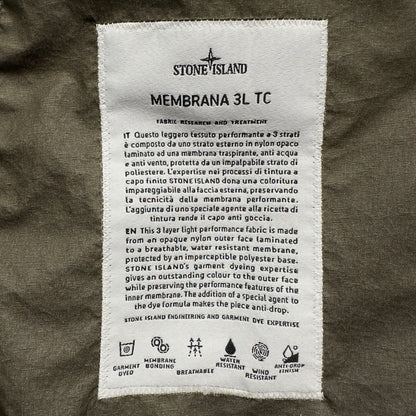 STONE ISLAND
MEMBRANA 3L TC
FABRIC RESEARCH AND TREATMENT
IT Questo leggero tessuto performante a 3 strati
è composto da uno strato esterno in nylon opaco
laminato ad una membrana traspirante, anti acqua
e anti vento, protetta da un impalpabile strato di
poliestere. L'expertise nei processi di tintura a
capo finito STONE ISLAND dona una coloritura
impareggiabile alla faccia esterna, preservando
la tecnicità della membrana performante.
L'aggiunta di uno speciale agente alla ricetta di
tintura rende il capo anti goccia.
EN This 3 layer light performance fabric is made
from an opaque nylon outer face laminated
to a breathable, water resistant membrane,
protected by an imperceptible polyester base.
STONE ISLAND's garment dyeing expertise
gives an outstanding colour to the outer face
while preserving the performance features of the
inner membrane. The addition of a special agent to
the dye formula makes the piece anti-drop.
STONE ISLAND ENGINEERING AND GARMENT DYE EXPERTISE
GARMENT
DYED
MEMBRANE
BONDING
BREATHABLE
WATER
RESISTANT
WIND
RESISTANT
ANTI-DROP
FINISH